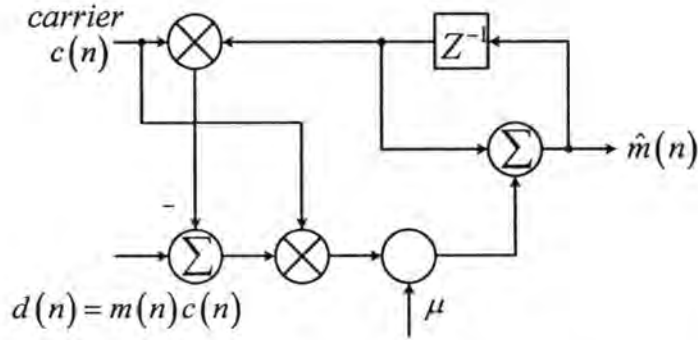 carrier
c(n)
Z⁻¹
Σ
m̂(n)
-
Σ
d(n)=m(n)c(n)
μ